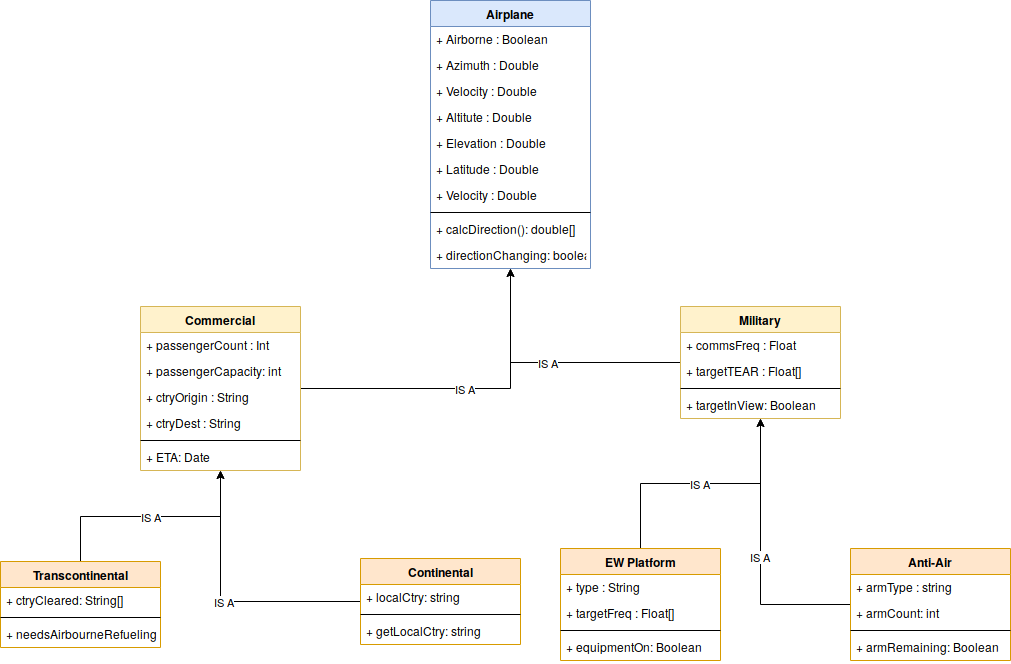 Airplane
+ Airborne : Boolean
+ Azimuth : Double
+ Velocity : Double
+ Altitute : Double
+ Elevation : Double
+ Latitude : Double
+ Velocity : Double
+ calcDirection(): double[]
+ directionChanging: boolea
Commercial
+ passengerCount : Int
+ passengerCapacity: int
+ ctryOrigin : String
+ ctryDest : String
+ ETA: Date
Military
+ commsFreq : Float
+ targetTEAR : Float[]
+ targetInView: Boolean
IS A
IS A
IS A
IS A
IS A
IS A
Transcontinental
+ ctryCleared: String[]
+ needsAirbourneRefueling
Continental
+ localCtry: string
+ getLocalCtry: string
EW Platform
+ type : String
+ targetFreq : Float[]
+ equipmentOn: Boolean
Anti-Air
+ armType : string
+ armCount: int
+ armRemaining: Boolean